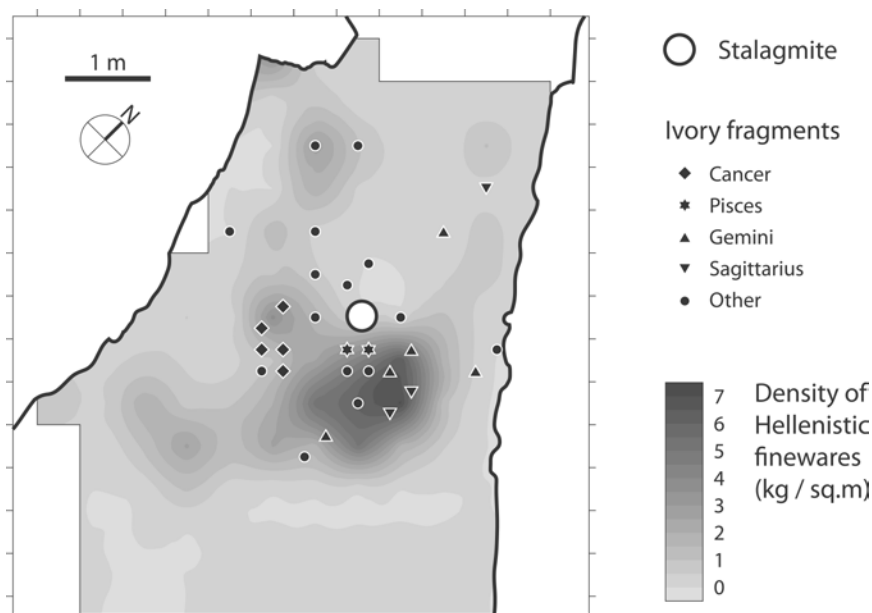 1 m
N
Stalagmite
Ivory fragments
Cancer
Pisces
Gemini
Sagittarius
Other
7
6
5
4
3
2
1
0
Density of
Hellenistic
finewares
(kg / sq.m)